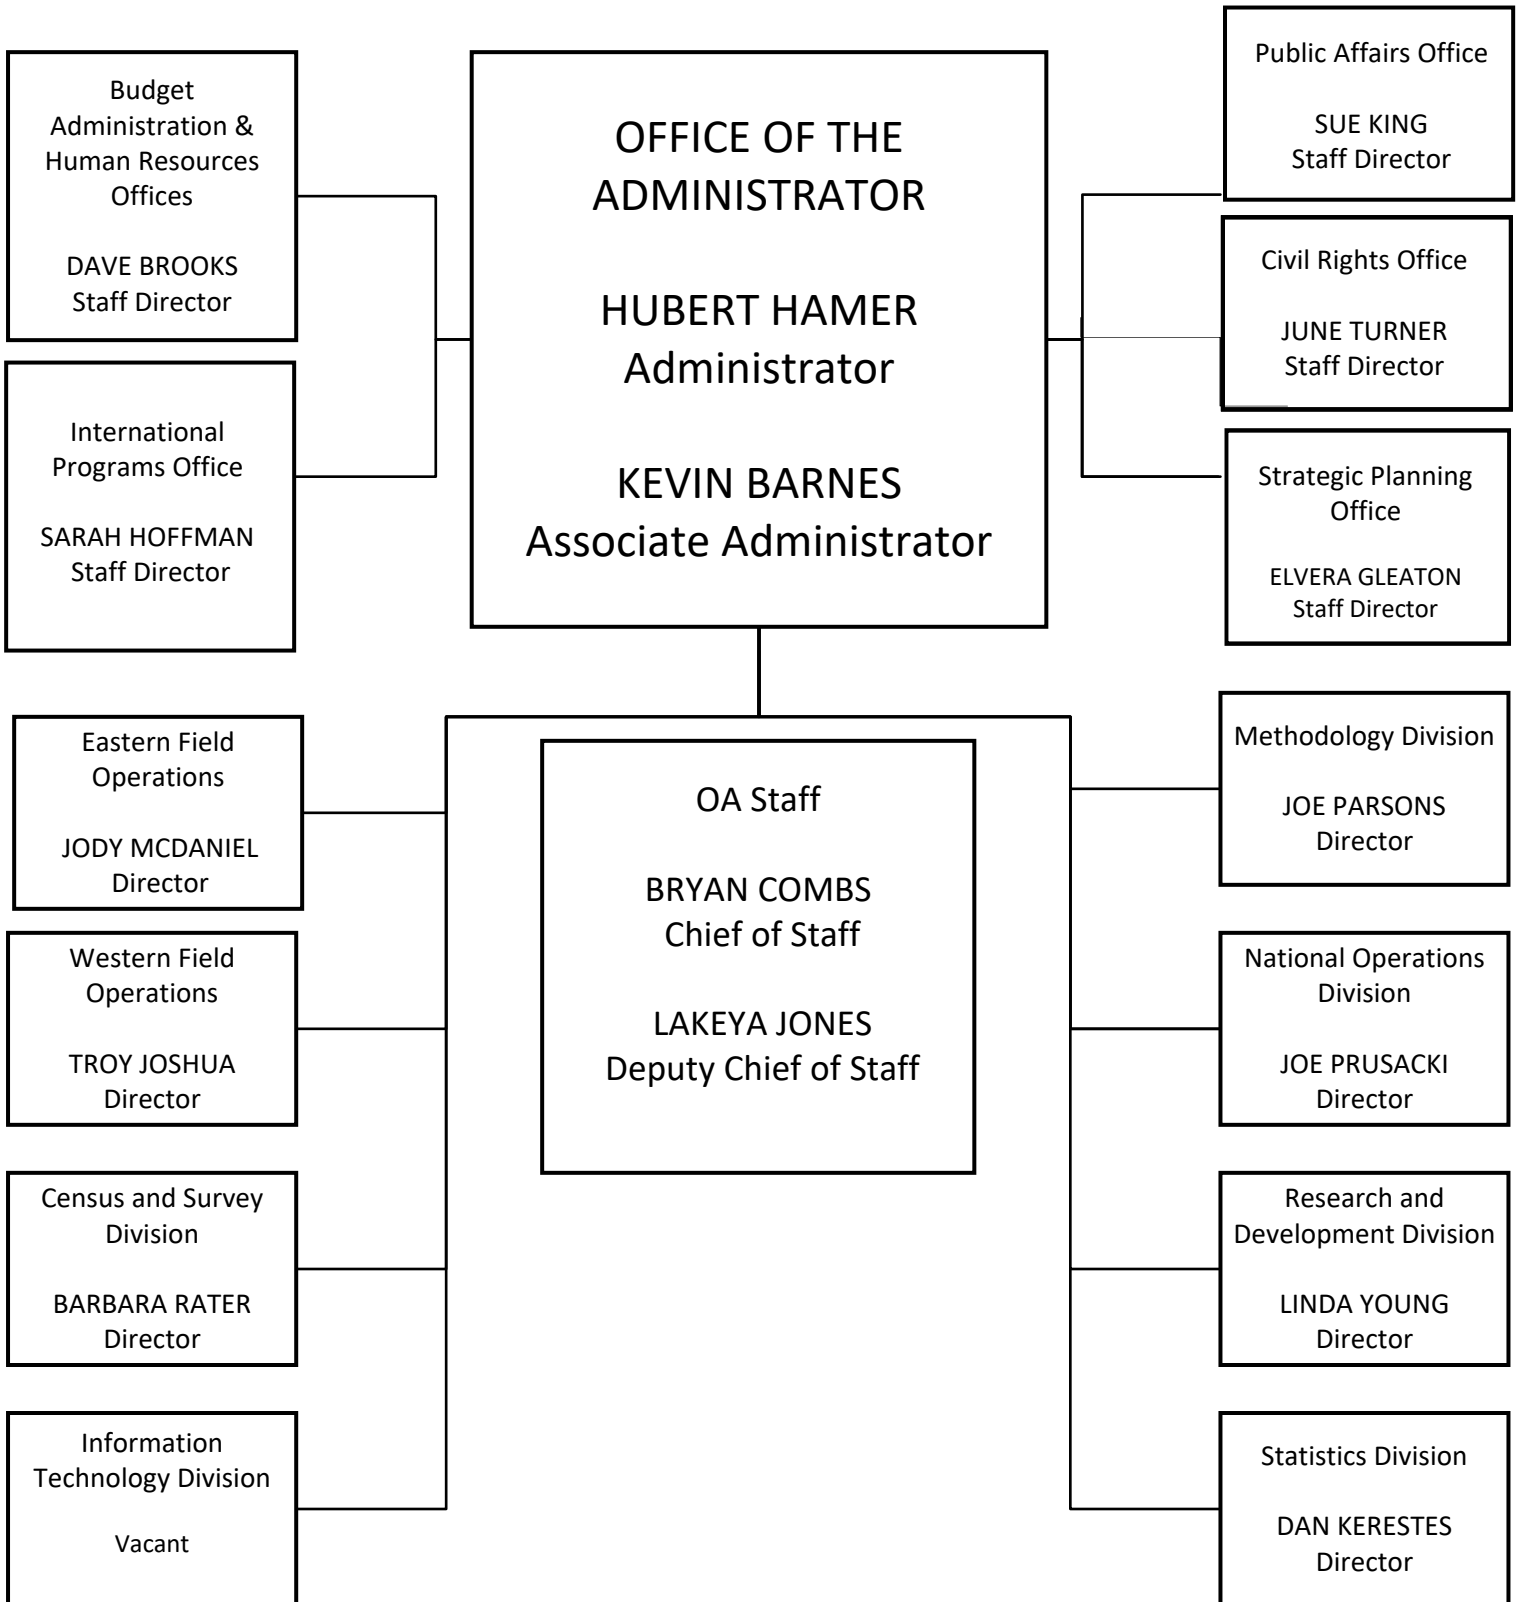 Budget
Administration &
Human Resources
Offices
DAVE BROOKS
Staff Director
OFFICE OF THE
ADMINISTRATOR
HUBERT HAMER
Administrator
KEVIN BARNES
Associate Administrator
Public Affairs Office
SUE KING
Staff Director
Civil Rights Office
JUNE TURNER
Staff Director
International
Programs Office
SARAH HOFFMAN
Staff Director
Strategic Planning
Office
ELVERA GLEATON
Staff Director
Eastern Field
Operations
JODY MCDANIEL
Director
OA Staff
BRYAN COMBS
Chief of Staff
LAKEYA JONES
Deputy Chief of Staff
Methodology Division
JOE PARSONS
Director
Western Field
Operations
TROY JOSHUA
Director
National Operations
Division
JOE PRUSACKI
Director
Census and Survey
Division
BARBARA RATER
Director
Research and
Development Division
LINDA YOUNG
Director
Information
Technology Division
Vacant
Statistics Division
DAN KERESTES
Director